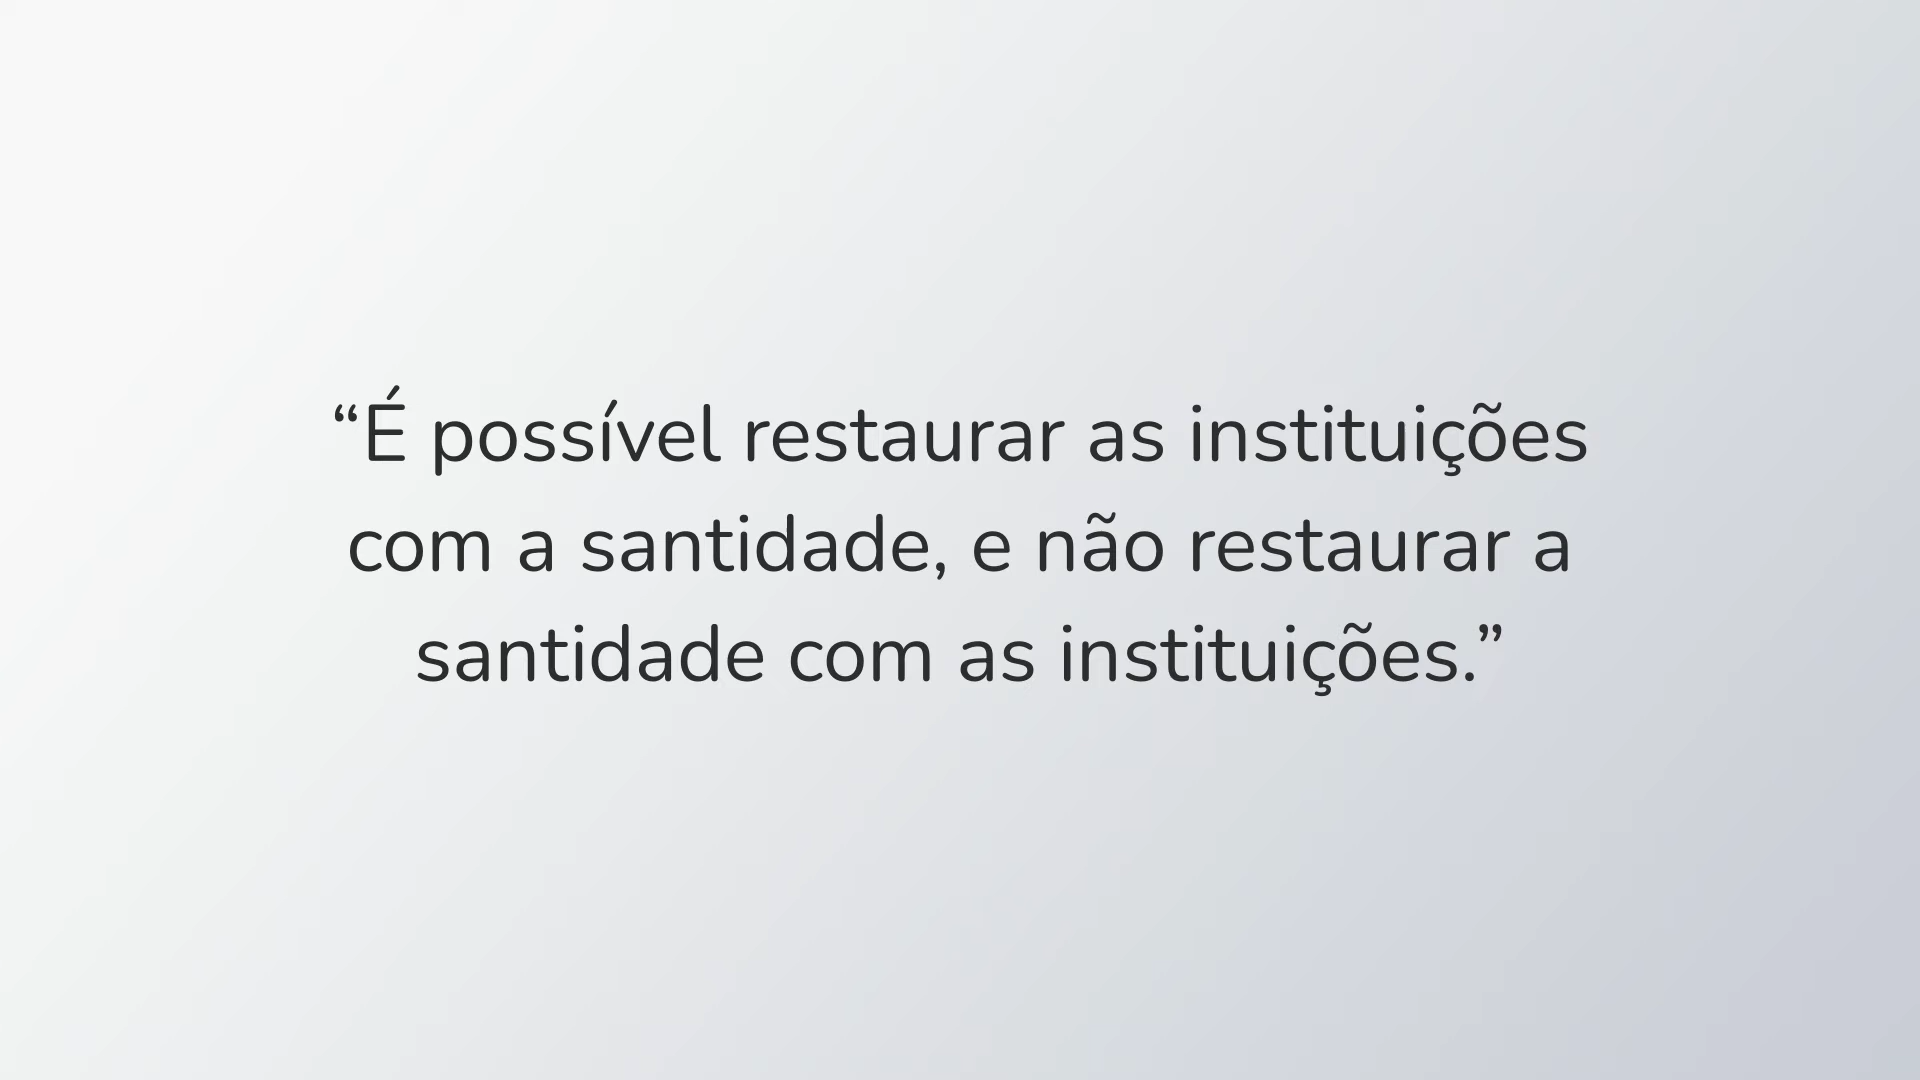 “É possível restaurar as instituições
com a santidade, e não restaurar a
santidade com as instituições.”